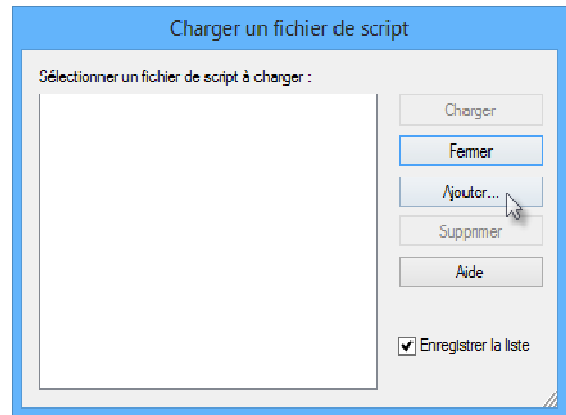 Charger un fichier de script
Sélectionner un fichier de script à charger :
Charger
Fermer
Ajouter...
Supprimer
Aide
Enregistrer la liste